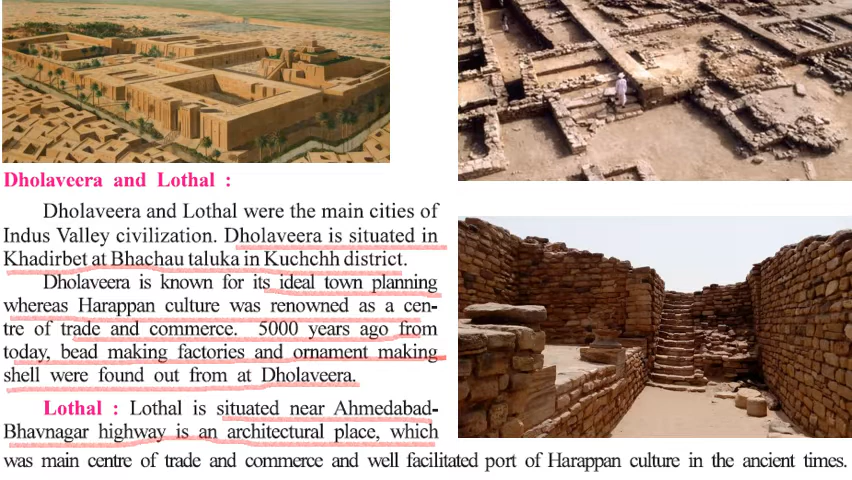 Dholaveera and Lothal :
Dholaveera and Lothal were the main cities of
Indus Valley civilization. Dholaveera is situated in
Khadirbet at Bhachau taluka in Kuchchh district.
Dholaveera is known for its ideal town planning
whereas Harappan culture was renowned as a cen-
tre of trade and commerce. 5000 years ago from
today, bead making factories and ornament making
shell were found out from at Dholaveera.
Lothal : Lothal is situated near Ahmedabad-
Bhavnagar highway is an architectural place, which
was main centre of trade and commerce and well facilitated port of Harappan culture in the ancient times.